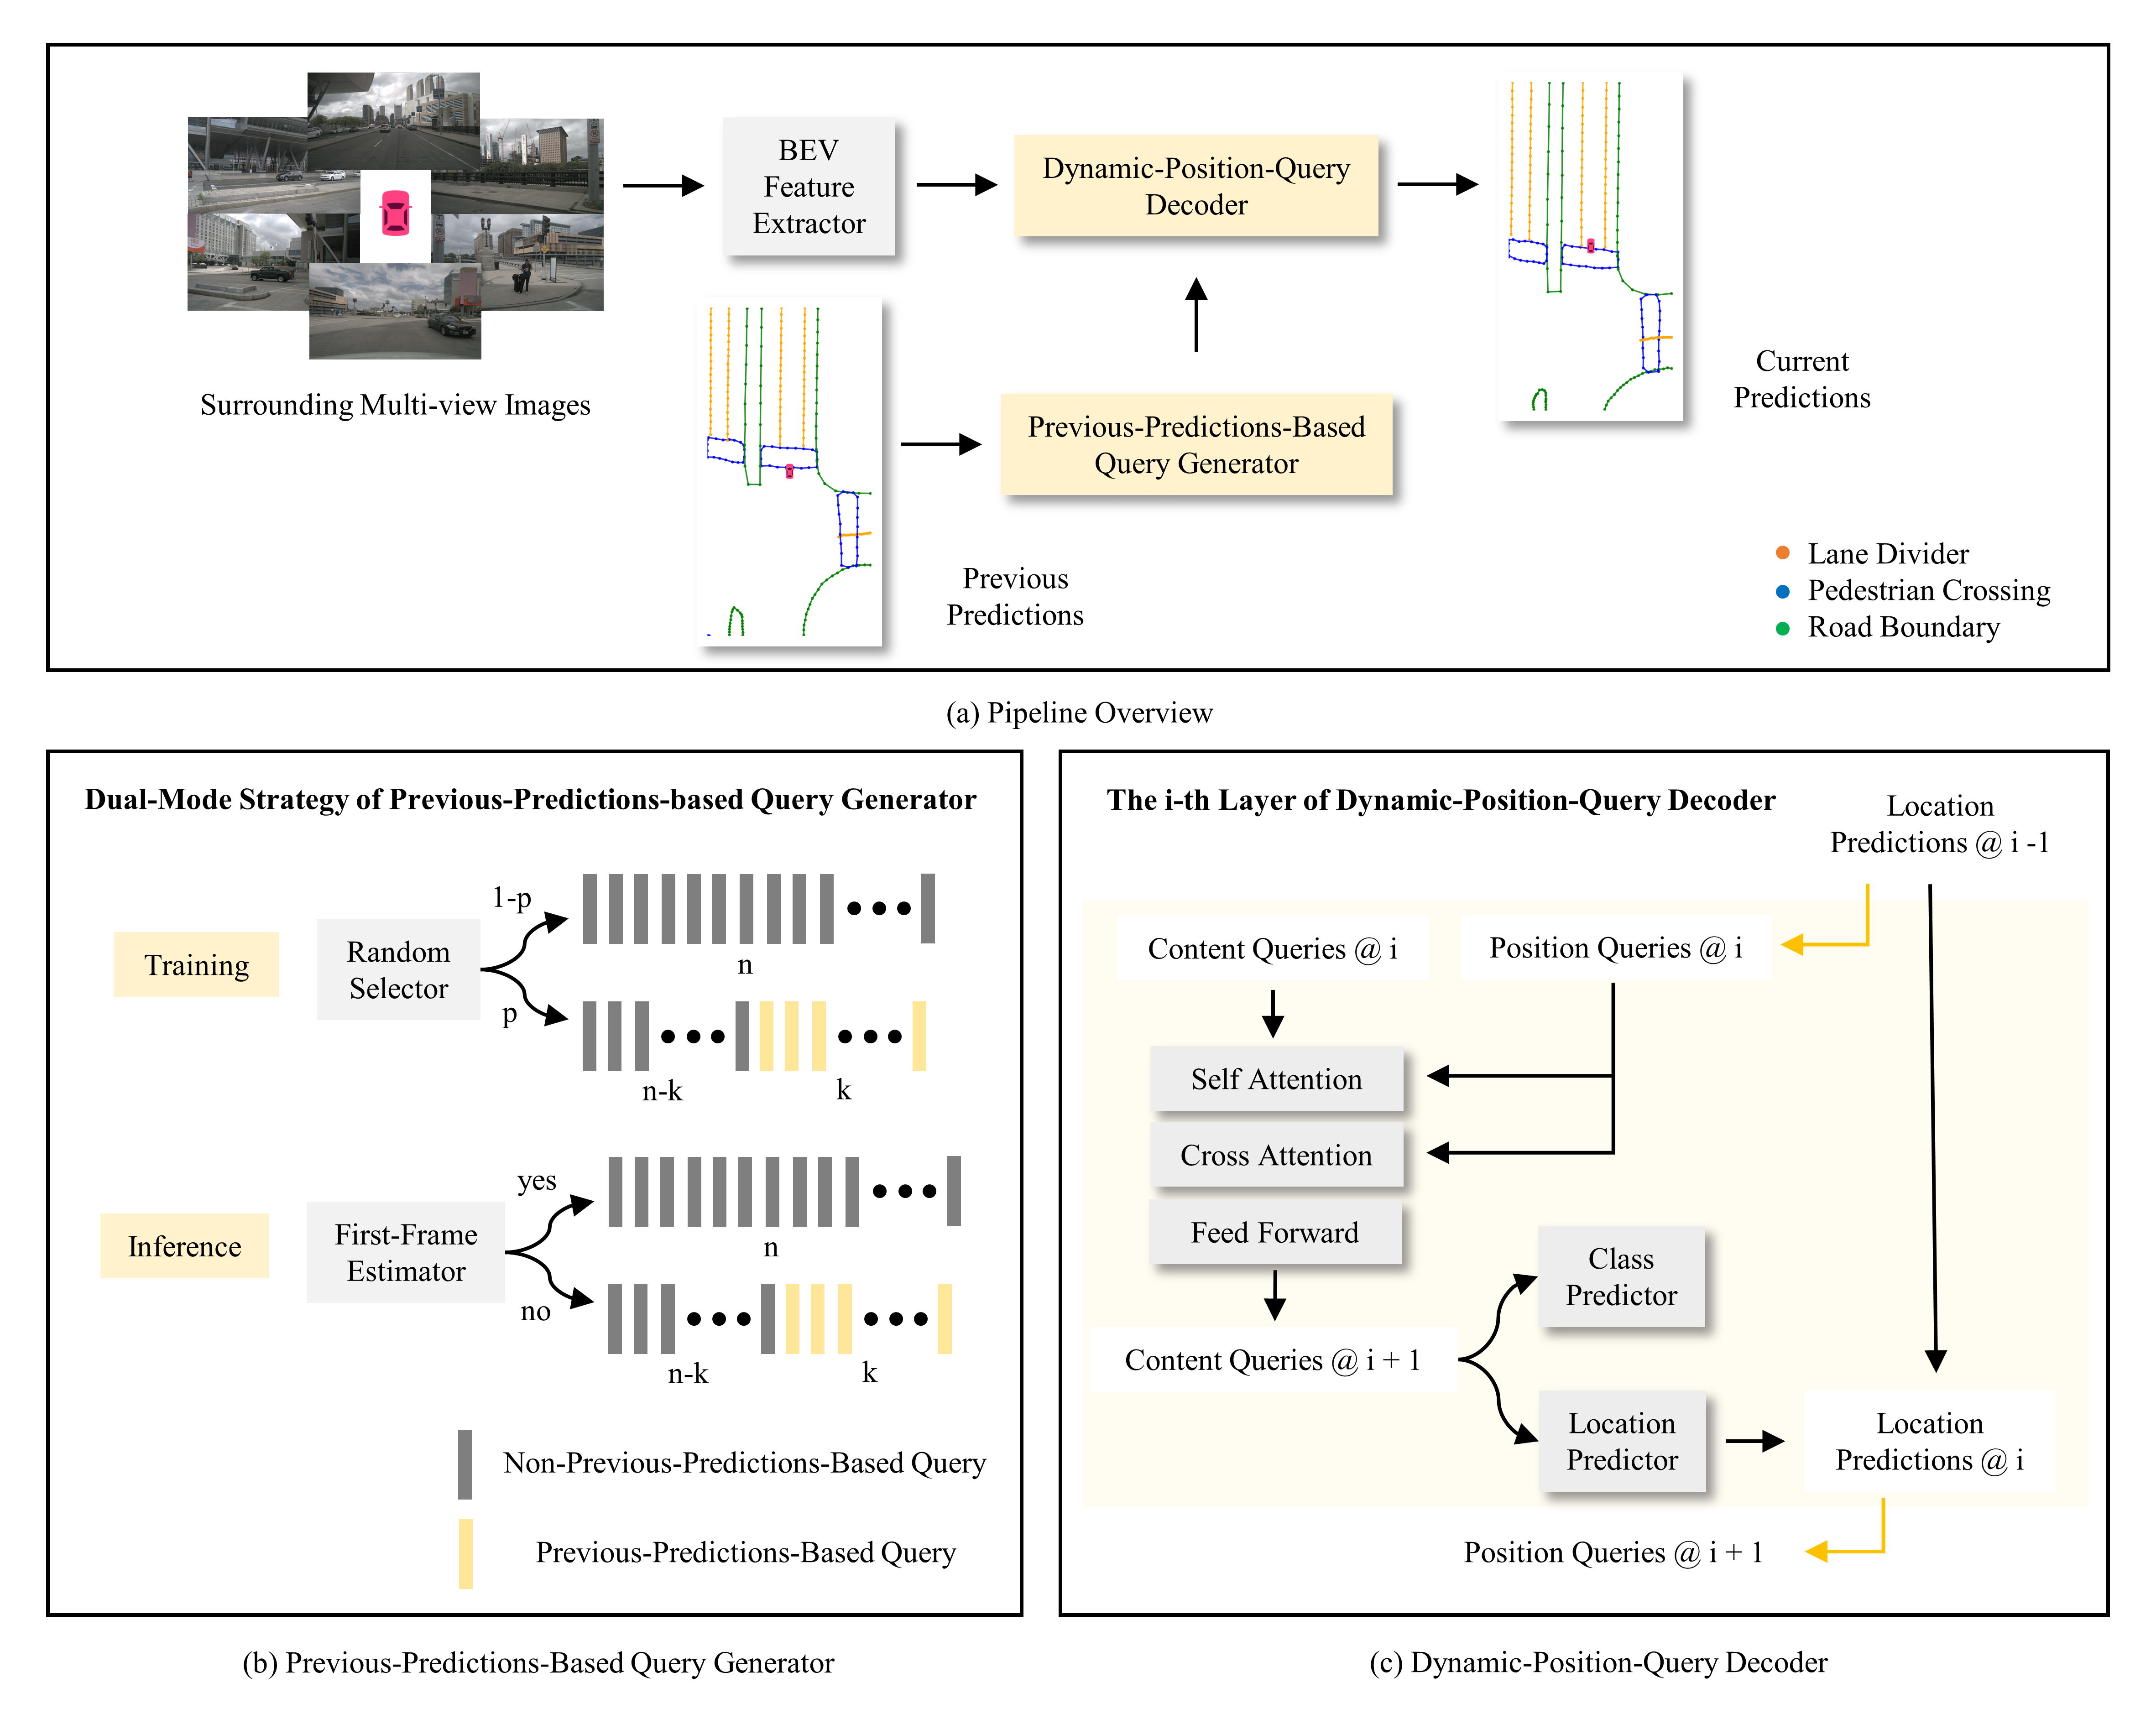 BEV
Feature
Extractor
Dynamic-Position-Query
Decoder
Surrounding Multi-view Images
Previous-Predictions-Based
Query Generator
Current
Predictions
Previous
Predictions
Lane Divider
Pedestrian Crossing
Road Boundary
(a) Pipeline Overview
Dual-Mode Strategy of Previous-Predictions-based Query Generator
Training
Random
Selector
1-p
n
p
n-k
k
Inference
First-Frame
Estimator
yes
n
no
n-k
k
Non-Previous-Predictions-Based Query
Previous-Predictions-Based Query
(b) Previous-Predictions-Based Query Generator
The i-th Layer of Dynamic-Position-Query Decoder
Location
Predictions @ i -1
Content Queries @ i
Position Queries @ i
Self Attention
Cross Attention
Feed Forward
Content Queries @ i + 1
Class
Predictor
Location
Predictor
Location
Predictions @ i
Position Queries @ i + 1
(c) Dynamic-Position-Query Decoder